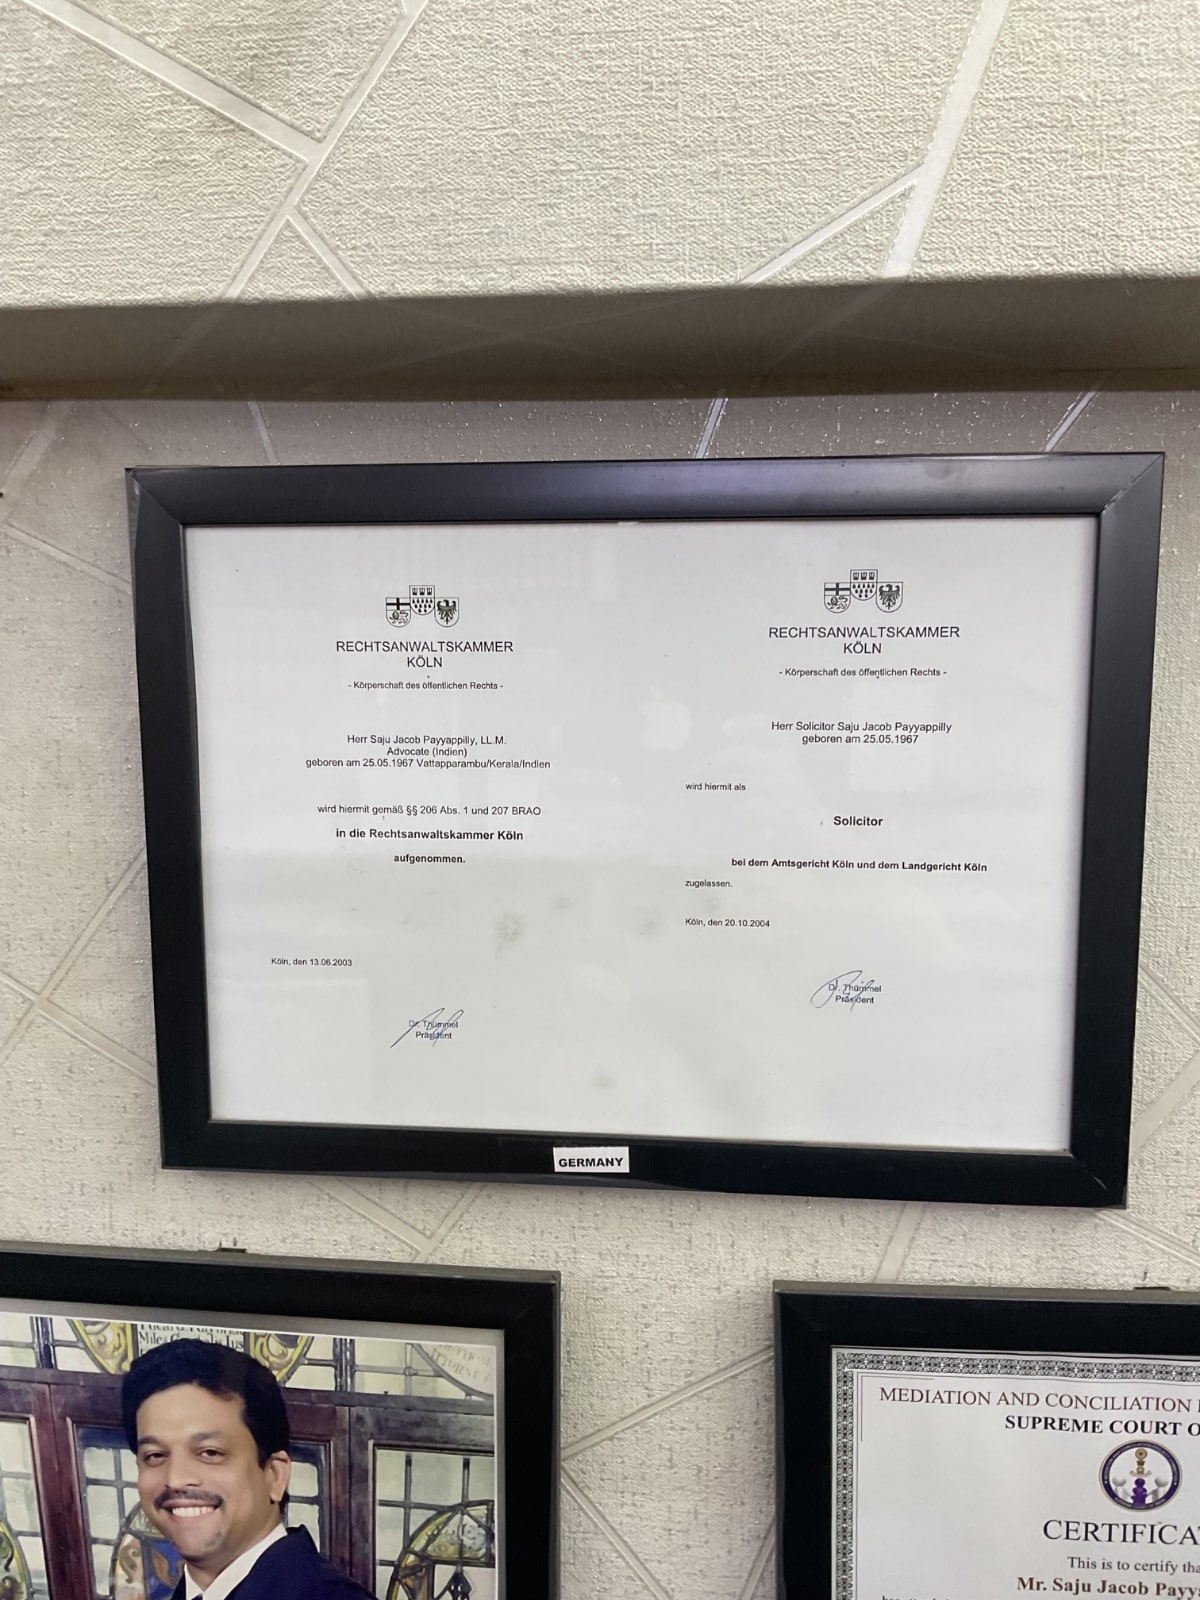 RECHTSANWALTSKAMMER
KÖLN
- Körperschaft des öffentlichen Rechts -
Herr Saju Jacob Payyappilly, LL.M.
Advocate (Indien)
geboren am 25.05.1967 Vattapparambu/Kerala/Indien
wird hiermit gemäß §§ 206 Abs. 1 und 207 BRAO
in die Rechtsanwaltskammer Köln
aufgenommen.
Köln, den 13.06.2003
Dr. Thümmel
Präsident
RECHTSANWALTSKAMMER
KÖLN
- Körperschaft des öffentlichen Rechts -
Herr Solicitor Saju Jacob Payyappilly
geboren am 25.05.1967
wird hiermit als
Solicitor
bei dem Amtsgericht Köln und dem Landgericht Köln
zugelassen.
Köln, den 20.10.2004
Dr. Thümmel
Präsident
GERMANY
MEDIATION AND CONCILIATION
SUPREME COURT O
CERTIFICA
This is to certify tha
Mr. Saju Jacob Payya